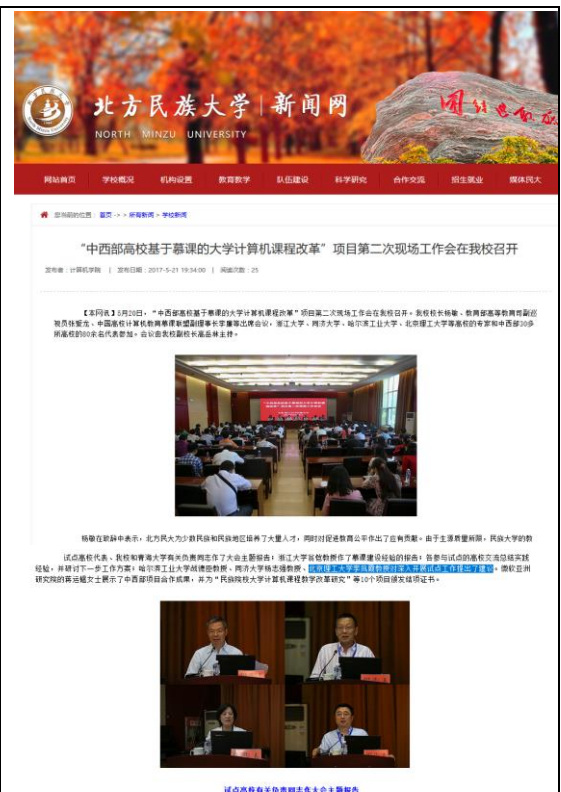 北方民族大学 新闻网
NORTH MINZU UNIVERSITY
网站首页 学校概况 机构设置 教育教学 队伍建设 科学研究 合作交流 招生就业 媒体民大
您当前的位置：首页 -> > 所有新闻 > 学校新闻
“中西部高校基于慕课的大学计算机课程改革”项目第二次现场工作会在我校召开
发布者：计算机学院 | 发布日期：2017-5-21 19:34:00 | 阅读次数：25
【本网讯】5月20日，“中西部高校基于慕课的大学计算机课程改革”项目第二次现场工作会在我校召开。我校校长杨敏、教育部高等教育司副巡
视员张爱龙、中国高校计算机教育慕课联盟副理事长李廉等出席会议，浙江大学、同济大学、哈尔滨工业大学、北京理工大学等高校的专家和中西部30多
所高校的80余名代表参加。会议由我校副校长高岳林主持。
杨敏在致辞中表示，北方民大为少数民族和民族地区培养了大量人才，同时对促进教育公平作出了应有贡献。由于生源质量所限，民族大学的教
试点高校代表、我校和青海大学有关负责同志作了大会主题报告；浙江大学翁恺教授作了慕课建设经验的报告；各参与试点的高校交流总结实践
经验，并研讨下一步工作方案；哈尔滨工业大学战德臣教授、同济大学杨志强教授、北京理工大学李凤霞教授对深入开展试点工作提出了建议。微软亚洲
研究院的蒋运韫女士展示了中西部项目合作成果，并为“民族院校大学计算机课程教学改革研究”等10个项目颁发结项证书。
试点高校有关负责同志作大会主题报告